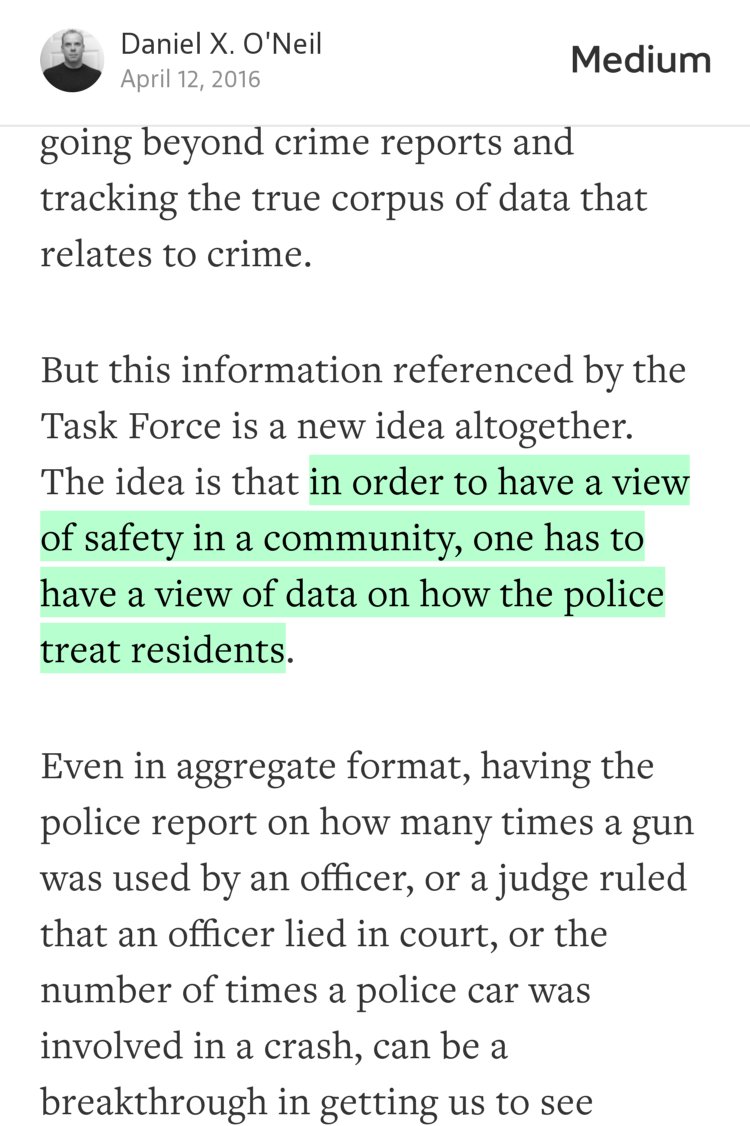 Daniel X. O'Neil
April 12, 2016
Medium
going beyond crime reports and
tracking the true corpus of data that
relates to crime.
But this information referenced by the
Task Force is a new idea altogether.
The idea is that in order to have a view
of safety in a community, one has to
have a view of data on how the police
treat residents.
Even in aggregate format, having the
police report on how many times a gun
was used by an officer, or a judge ruled
that an officer lied in court, or the
number of times a police car was
involved in a crash, can be a
breakthrough in getting us to see